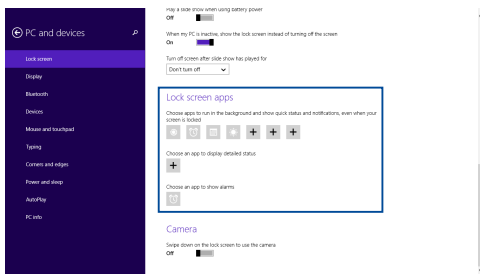 PC and devices
Lock screen
Display
Bluetooth
Devices
Mouse and touchpad
Typing
Corners and edges
Power and sleep
AutoPlay
PC info
Play a slide show when using battery power
Off
When my PC is inactive, show the lock screen instead of turning off the screen
On
Turn off screen after slide show has played for
Don't turn off
Lock screen apps
Choose apps to run in the background and show quick status and notifications, even when your
screen is locked
Choose an app to display detailed status
Choose an app to show alarms
Camera
Swipe down on the lock screen to use the camera
Off